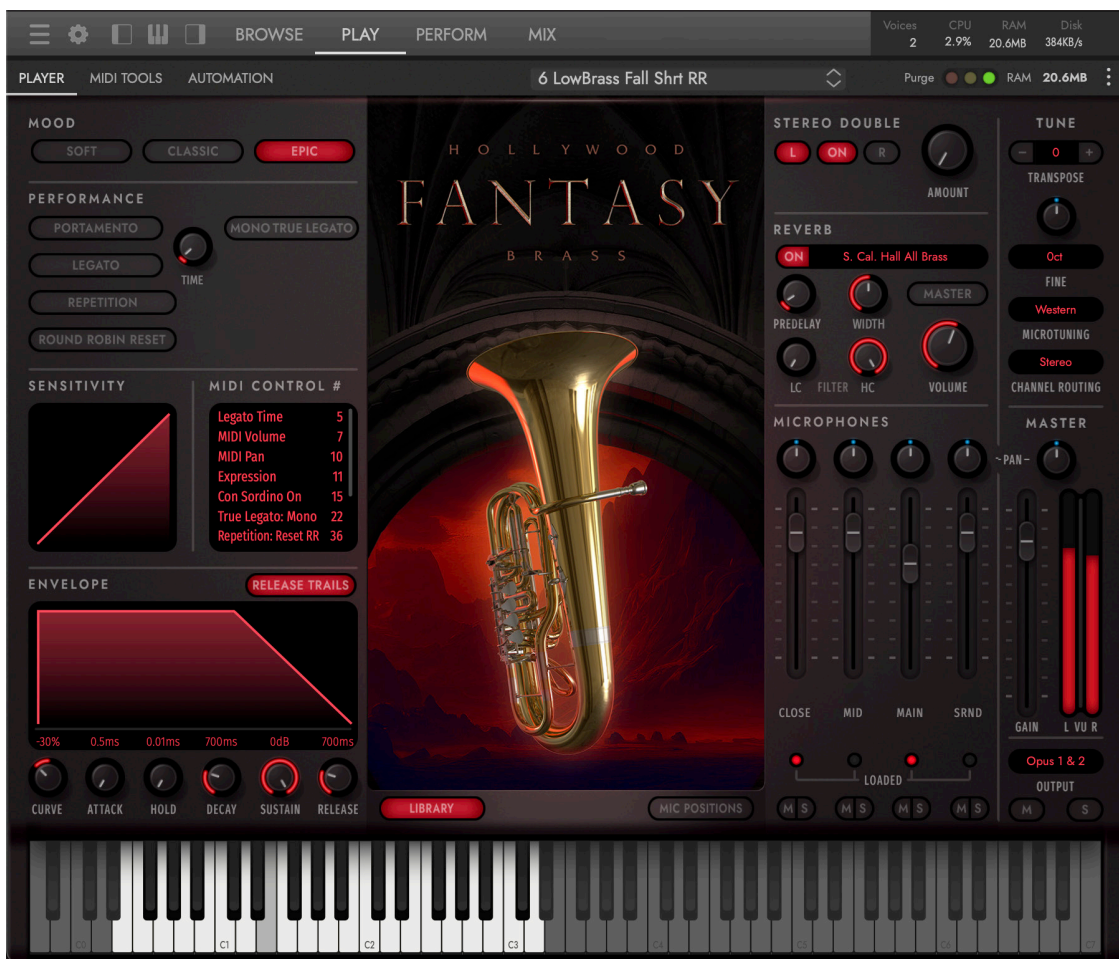 BROWSE PLAY PERFORM MIX
Voices CPU RAM Disk
2 2.9% 20.6MB 384KB/s
PLAYER MIDI TOOLS AUTOMATION
6 LowBrass Fall Shrt RR
Purge RAM 20.6MB
MOOD
SOFT CLASSIC EPIC
PERFORMANCE
PORTAMENTO
MONO TRUE LEGATO
LEGATO
TIME
REPETITION
ROUND ROBIN RESET
SENSITIVITY
MIDI CONTROL #
Legato Time 5
MIDI Volume 7
MIDI Pan 10
Expression 11
Con Sordino On 15
True Legato: Mono 22
Repetition: Reset RR 36
ENVELOPE
RELEASE TRAILS
-30% 0.5ms 0.01ms 700ms 0dB 700ms
CURVE ATTACK HOLD DECAY SUSTAIN RELEASE
HOLLYWOOD
FANTASY
BRASS
LIBRARY
MIC POSITIONS
STEREO DOUBLE
L ON R
AMOUNT
REVERB
ON S. Cal. Hall All Brass
MASTER
PREDELAY WIDTH
LC FILTER HC
VOLUME
MICROPHONES
~PAN~
CLOSE MID MAIN SRND
LOADED
M S M S M S M S
TUNE
− 0 +
TRANSPOSE
0ct
FINE
Western
MICROTUNING
Stereo
CHANNEL ROUTING
MASTER
GAIN L VU R
Opus 1 & 2
OUTPUT
M S
C0 C1 C2 C3 C4 C5 C6 C7